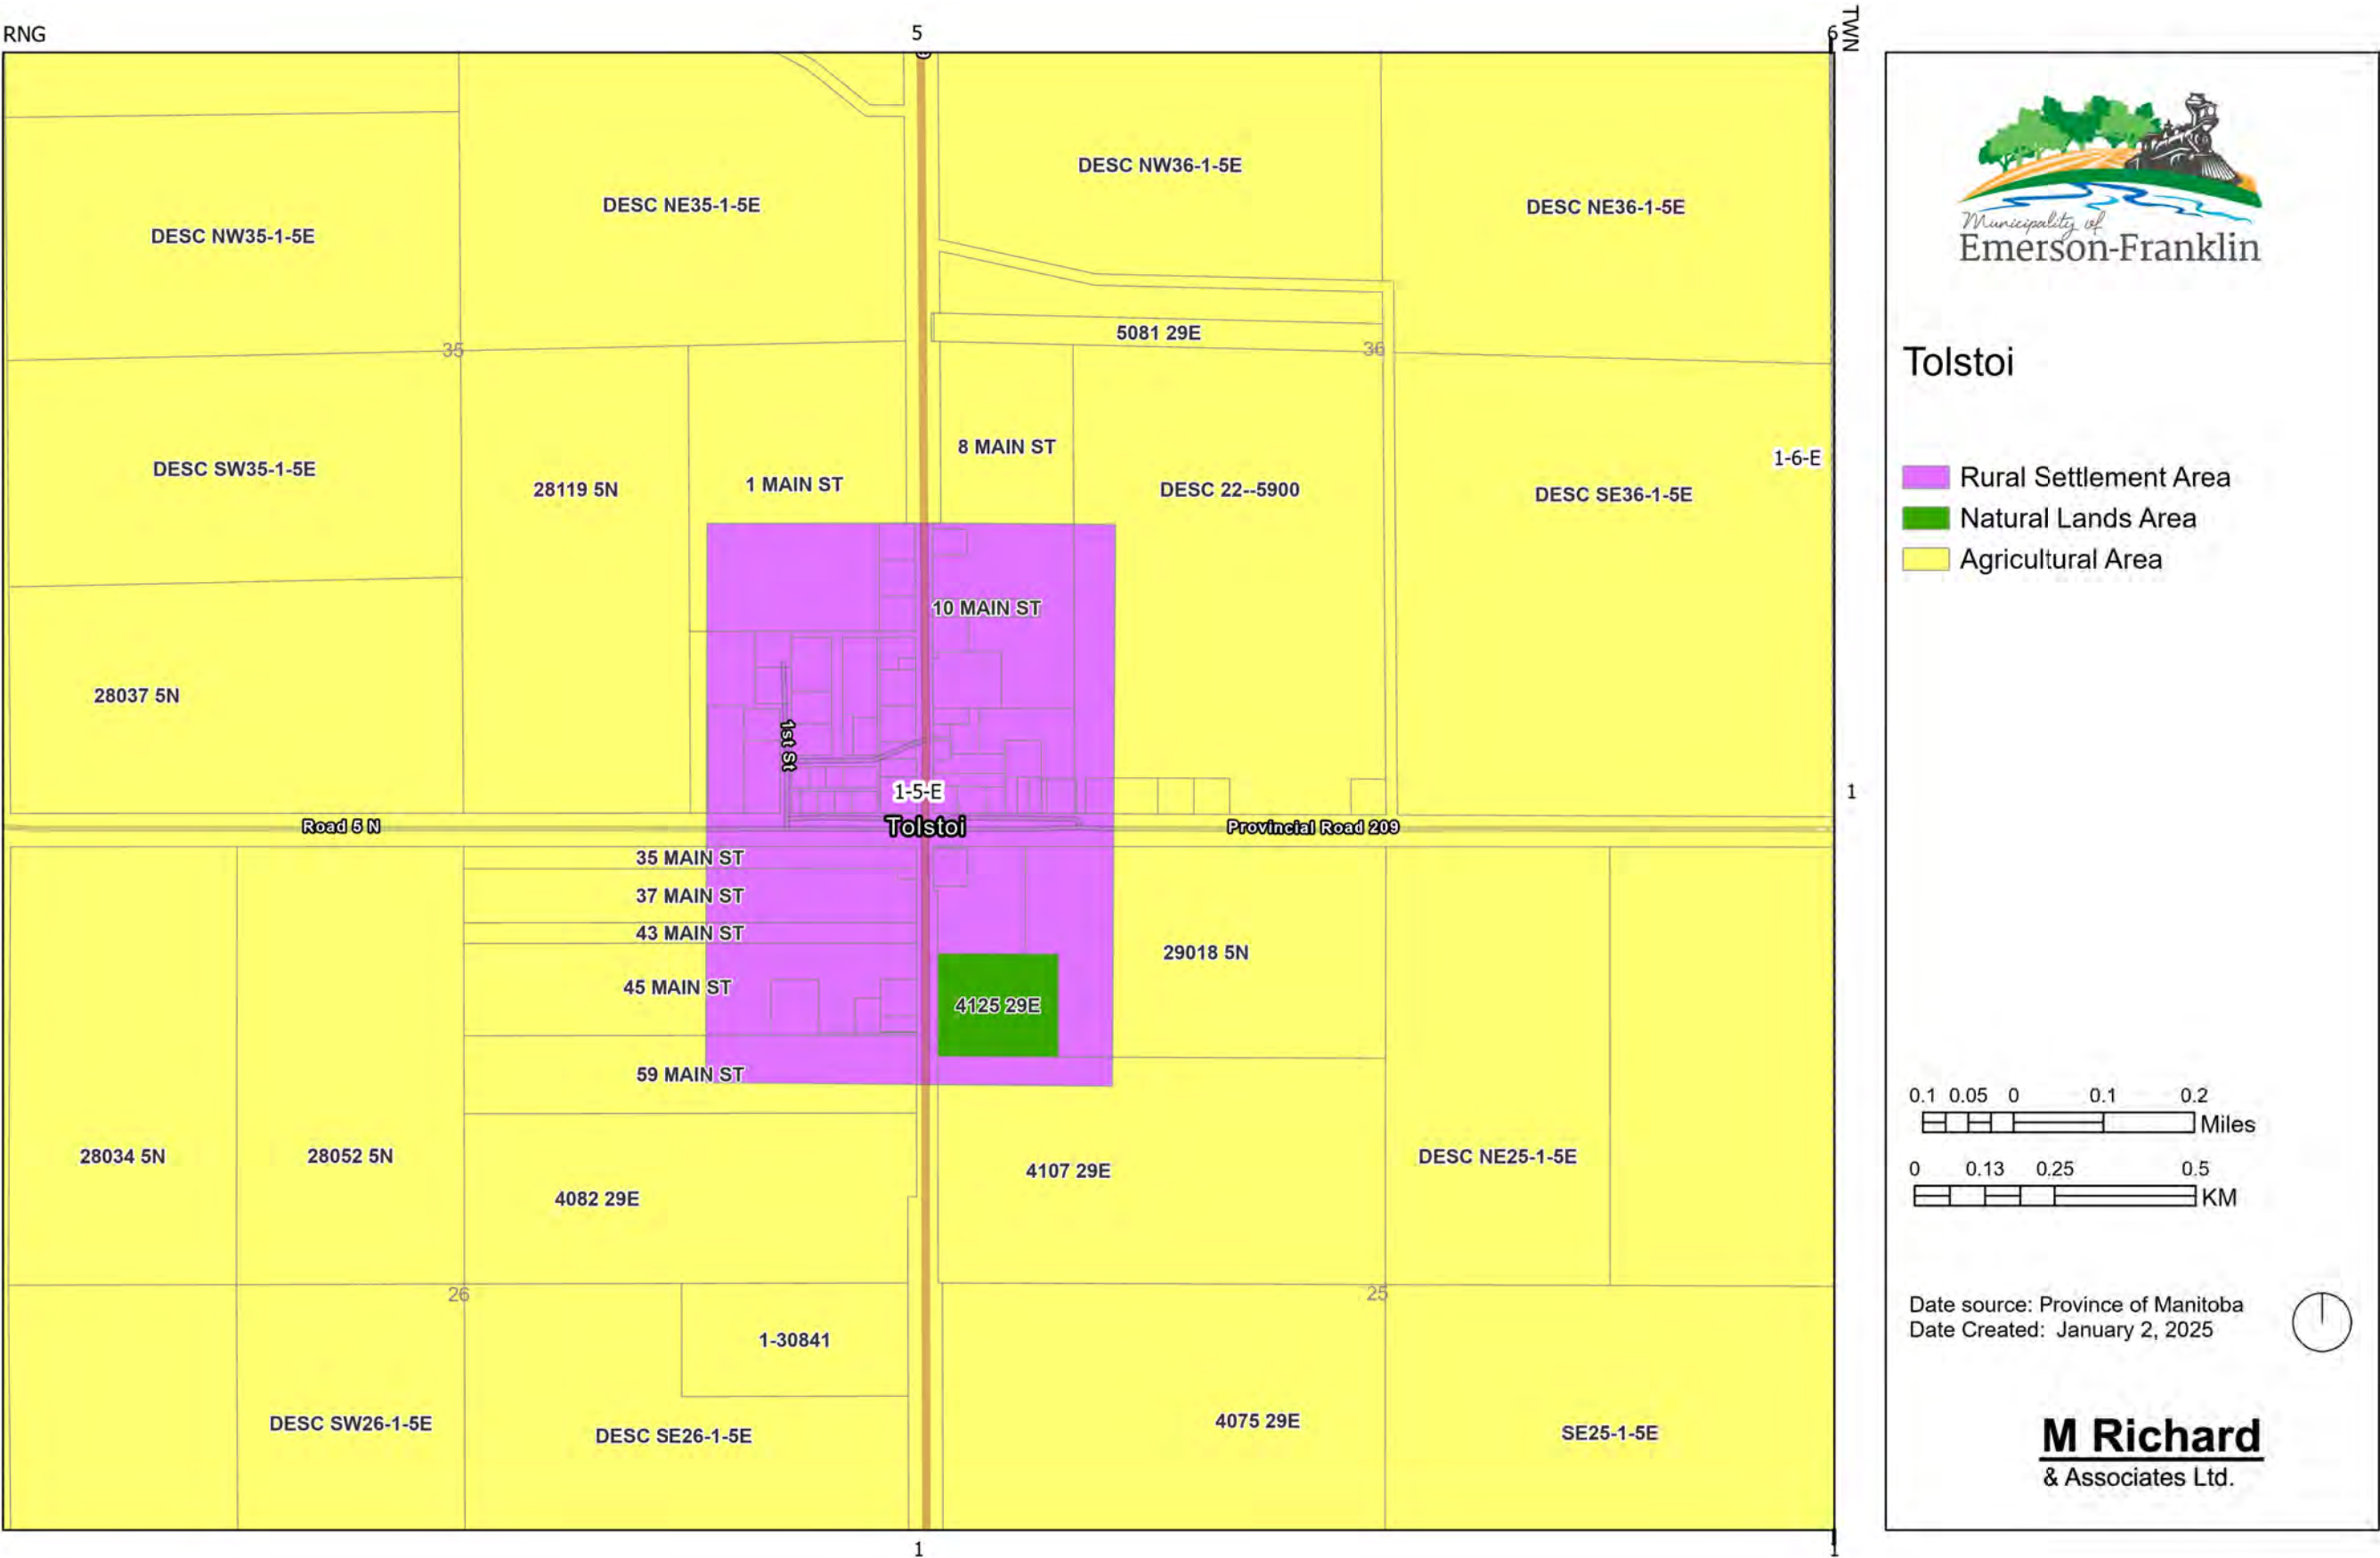 RNG
5
6
TWN
DESC NW36-1-5E
DESC NE35-1-5E
DESC NE36-1-5E
DESC NW35-1-5E
5081 29E
35
36
8 MAIN ST
1-6-E
DESC SW35-1-5E
1 MAIN ST
28119 5N
DESC 22--5900
DESC SE36-1-5E
10 MAIN ST
28037 5N
1st St
1-5-E
1
Road 5 N
Tolstoi
Provincial Road 209
35 MAIN ST
37 MAIN ST
43 MAIN ST
29018 5N
45 MAIN ST
4125 29E
59 MAIN ST
28034 5N
28052 5N
DESC NE25-1-5E
4107 29E
4082 29E
26
25
1-30841
DESC SW26-1-5E
4075 29E
DESC SE26-1-5E
SE25-1-5E
1
1
Municipality of
Emerson-Franklin
Tolstoi
Rural Settlement Area
Natural Lands Area
Agricultural Area
0.1 0.05 0 0.1 0.2
Miles
0 0.13 0.25 0.5
KM
Date source: Province of Manitoba
Date Created: January 2, 2025
M Richard
& Associates Ltd.